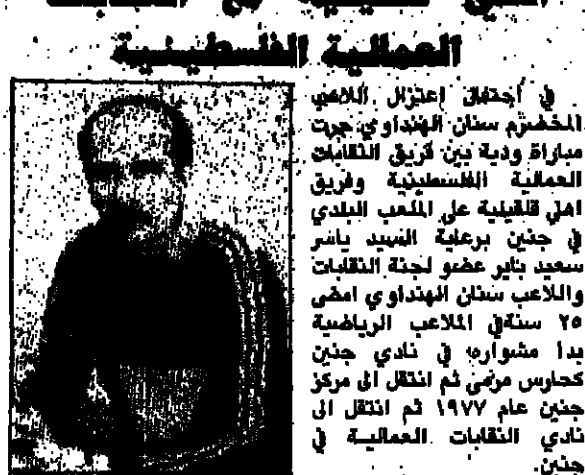 العمالية الفلسطينية
في احتفال اعتزال اللاعب
المخضرم سنان الهنداوي جرت
مباراة ودية بين فريق النقابات
العمالية الفلسطينية وفريق
اهلي قلقيلية على الملعب البلدي
في جنين برعاية السيد ياسر
سعيد بناير عضو لجنة النقابات
واللاعب سنان الهنداوي امضى
٢٥ سنة في الملاعب الرياضية
بدا مشواره في نادي جنين
كحارس مرمى ثم انتقل الى مركز
جنين عام ١٩٧٧ ثم انتقل الى
نادي النقابات العمالية في
جنين.